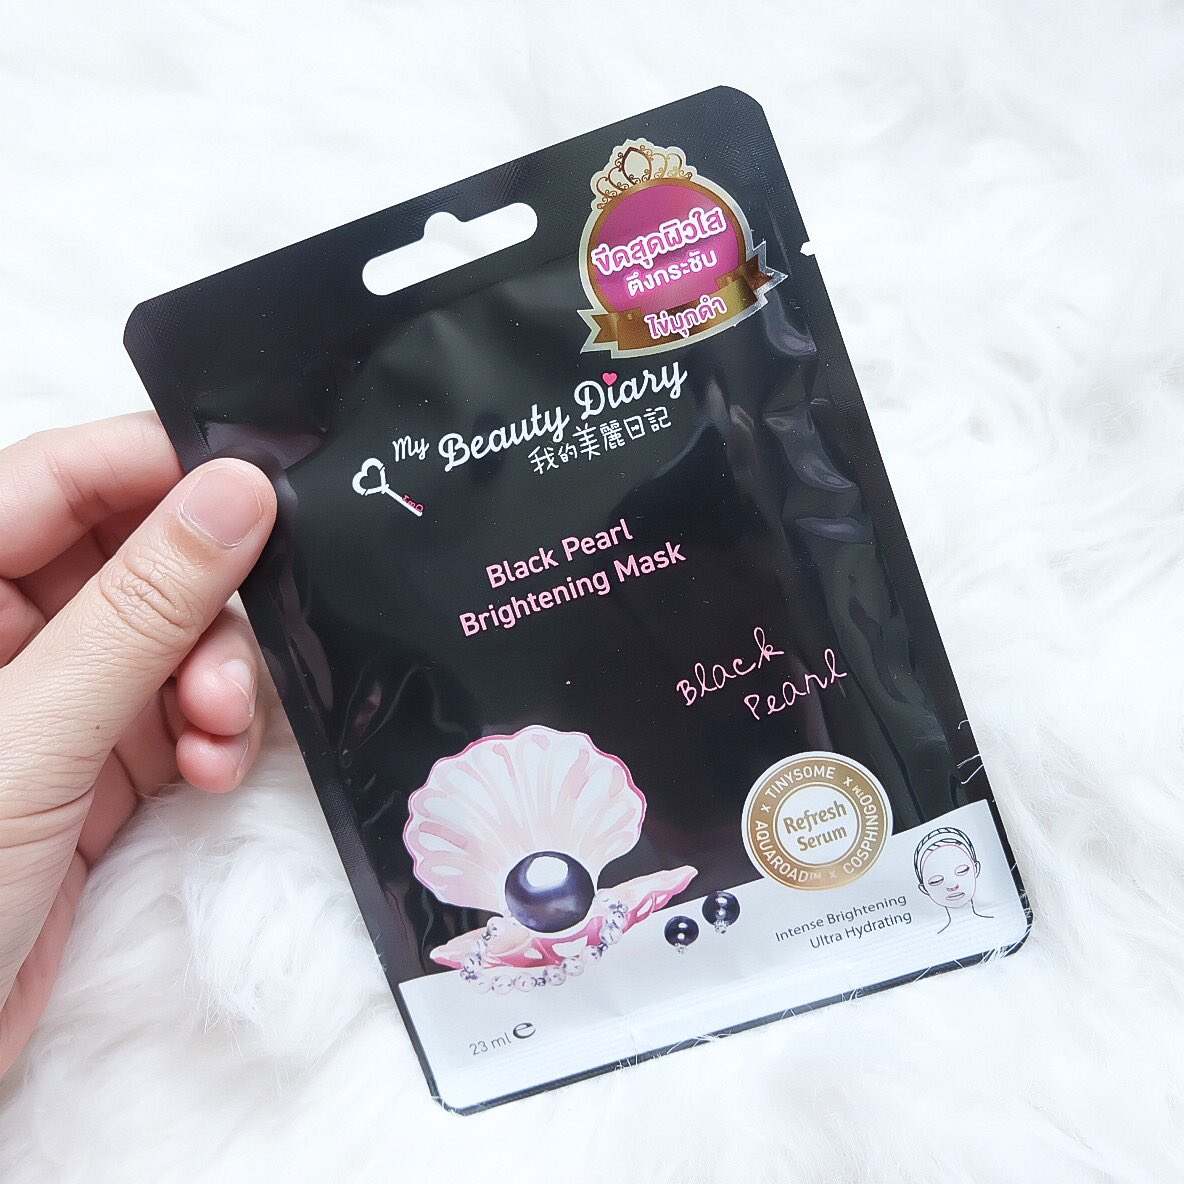 ขีดสุดผิวใส
ตึงกระชับ
ไข่มุกดำ
My Beauty Diary
我的美麗日記
Black Pearl
Brightening Mask
Black
Pearl
TINYSOME x COSPHINGO™ x AQUAROAD™ x
Refresh
Serum
Intense Brightening
Ultra Hydrating
23 ml e